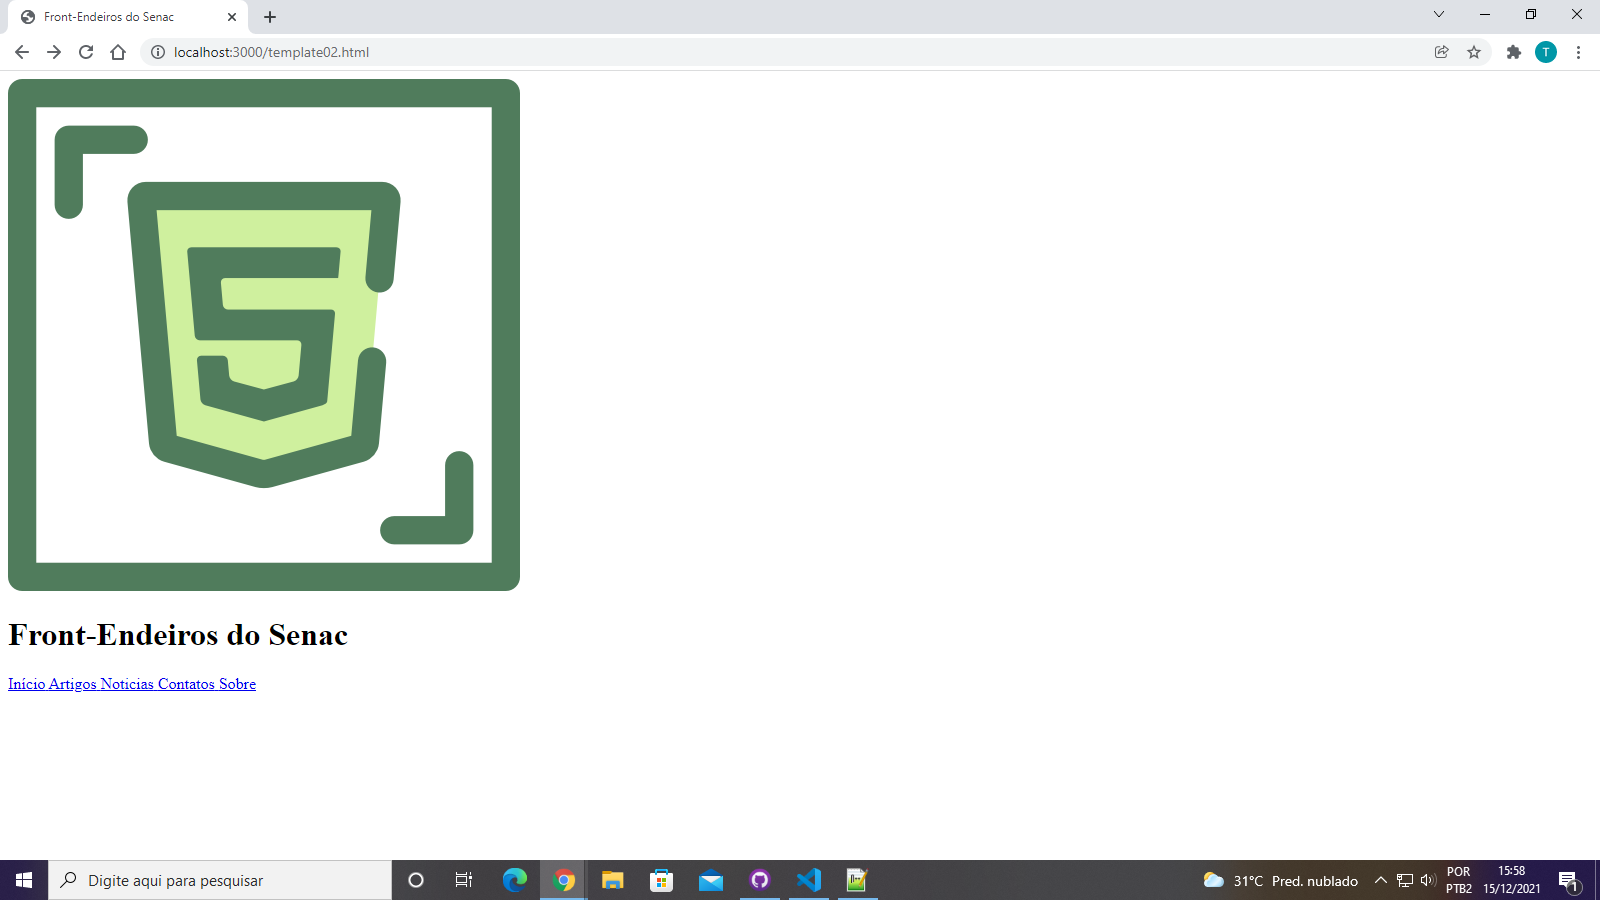 Front-Endeiros do Senac
localhost:3000/template02.html
T
5
Front-Endeiros do Senac
Início Artigos Noticias Contatos Sobre
Digite aqui para pesquisar
31°C Pred. nublado
POR
PTB2
15:58
15/12/2021
1